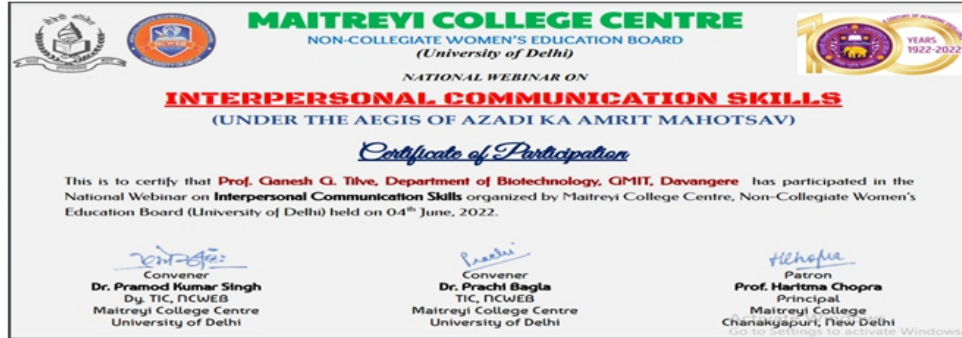 MAITREYI COLLEGE CENTRE
NON-COLLEGIATE WOMEN'S EDUCATION BOARD
(University of Delhi)
NCWEB
YEARS
1922-2022
NATIONAL WEBINAR ON
INTERPERSONAL COMMUNICATION SKILLS
(UNDER THE AEGIS OF AZADI KA AMRIT MAHOTSAV)
Certificate of Participation
This is to certify that Prof. Ganesh G. Tilve, Department of Biotechnology, GMIT, Davangere has participated in the
National Webinar on Interpersonal Communication Skills organized by Maitreyi College Centre, Non-Collegiate Women's
Education Board (University of Delhi) held on 04th June, 2022.
Prachi
HChopra
Convener
Dr. Pramod Kumar Singh
Dy. TIC, NCWEB
Maitreyi College Centre
University of Delhi
Convener
Dr. Prachi Bagla
TIC, NCWEB
Maitreyi College Centre
University of Delhi
Patron
Prof. Haritma Chopra
Principal
Maitreyi College
Chanakyapuri, New Delhi
Activate Windows
Go to Settings to activate Windows